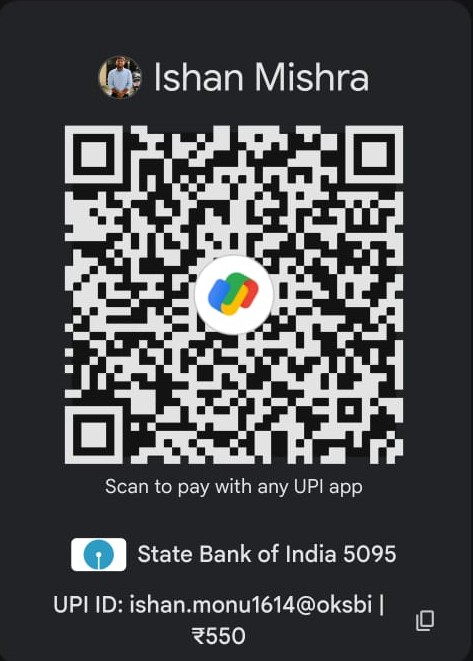 Ishan Mishra
Scan to pay with any UPI app
State Bank of India 5095
UPI ID: ishan.monu1614@oksbi |
₹550